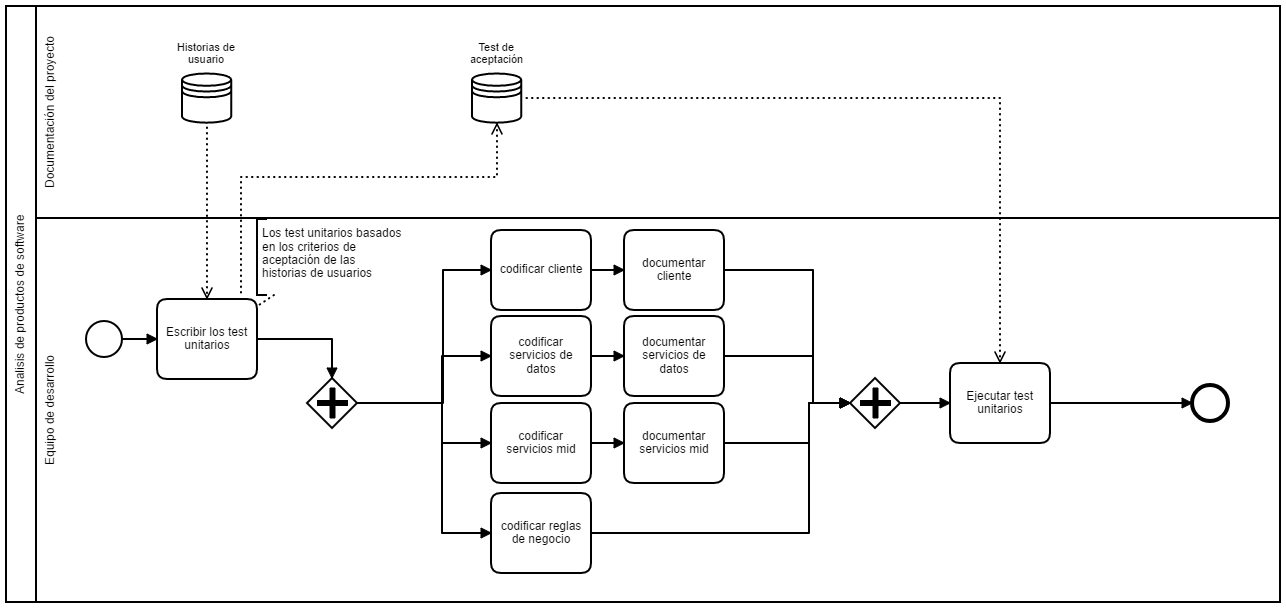 Analisis de productos de software
Documentación del proyecto
Historias de
usuario
Test de
aceptación
Equipo de desarrollo
Los test unitarios basados
en los criterios de
aceptación de las
historias de usuarios
Escribir los test
unitarios
codificar cliente
documentar
cliente
codificar
servicios de
datos
documentar
servicios de
datos
codificar
servicios mid
documentar
servicios mid
codificar reglas
de negocio
Ejecutar test
unitarios